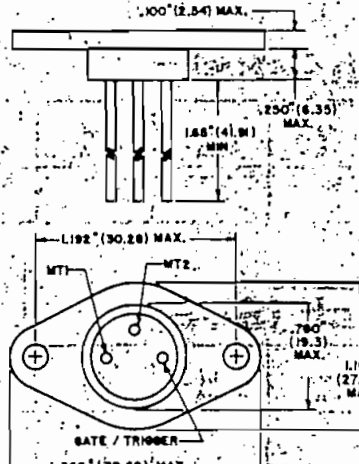 .100"(2.54) MAX.
.250"(6.35)
MAX.
1.65"(41.91)
MIN
1.192"(30.28) MAX.
MT1
MT2
.760"
(19.3)
MAX.
GATE / TRIGGER
MAX.